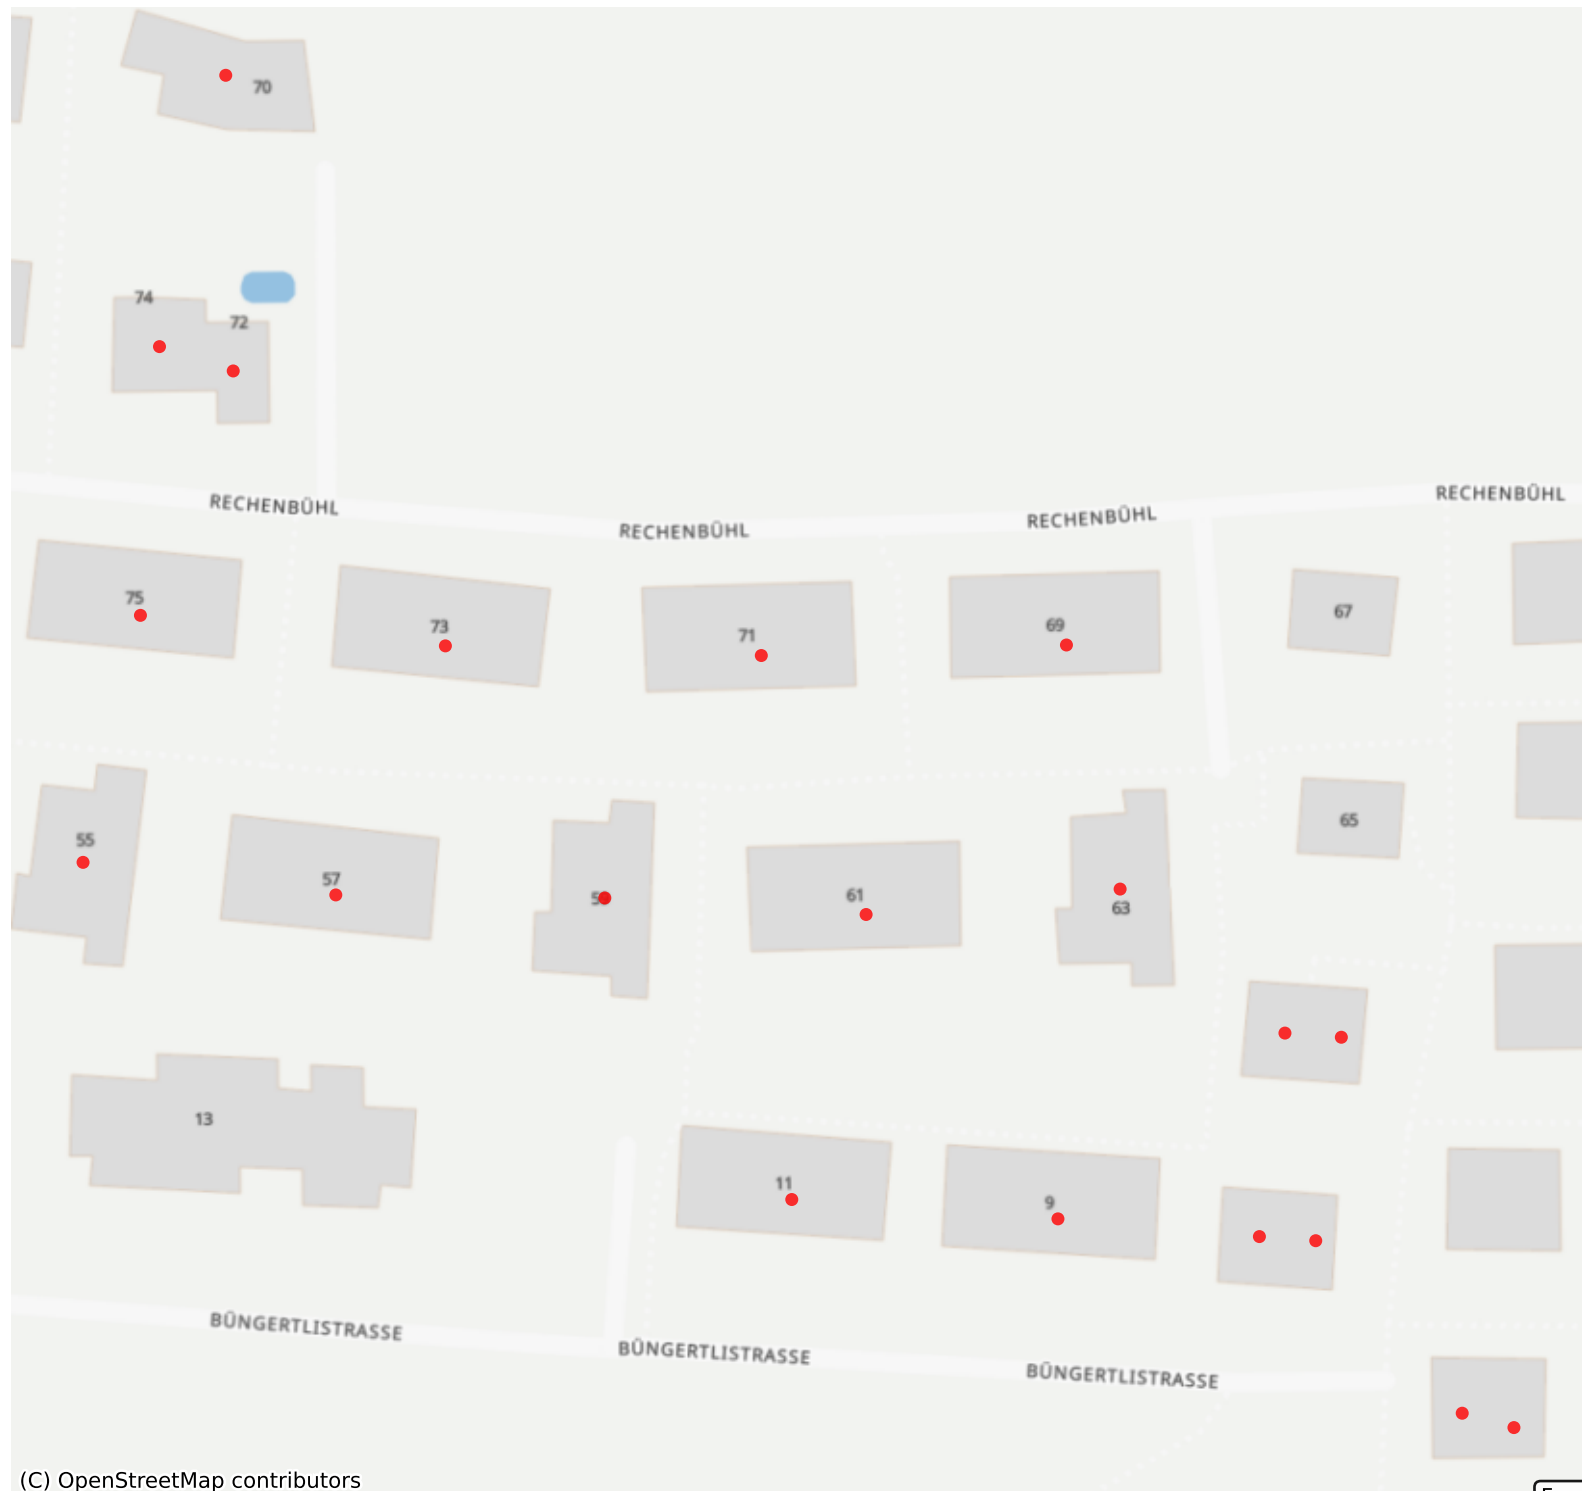 70
74
72
RECHENBÜHL
RECHENBÜHL
RECHENBÜHL
RECHENBÜHL
75
73
71
69
67
55
57
61
63
65
13
11
9
BÜNGERTLISTRASSE
BÜNGERTLISTRASSE
BÜNGERTLISTRASSE
(C) OpenStreetMap contributors